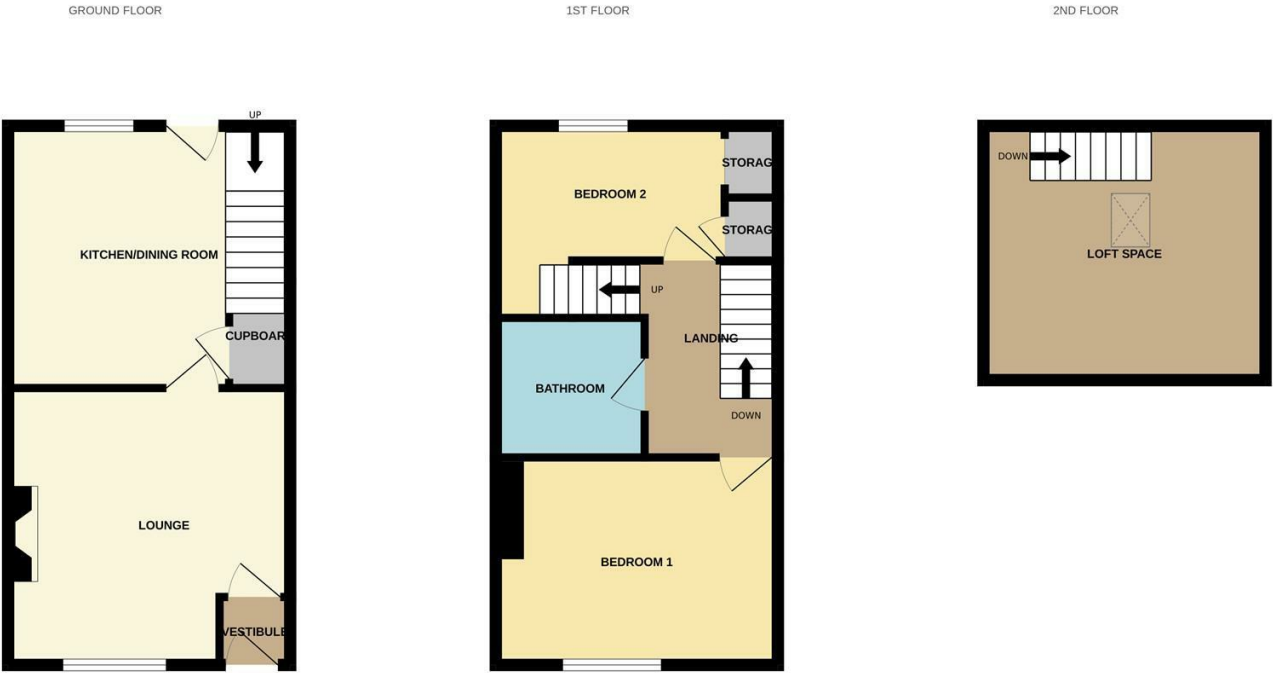 GROUND FLOOR
1ST FLOOR
2ND FLOOR
UP
KITCHEN/DINING ROOM
CUPBOAR
LOUNGE
VESTIBULE
STORAG
BEDROOM 2
STORAG
UP
LANDING
BATHROOM
DOWN
BEDROOM 1
DOWN
LOFT SPACE